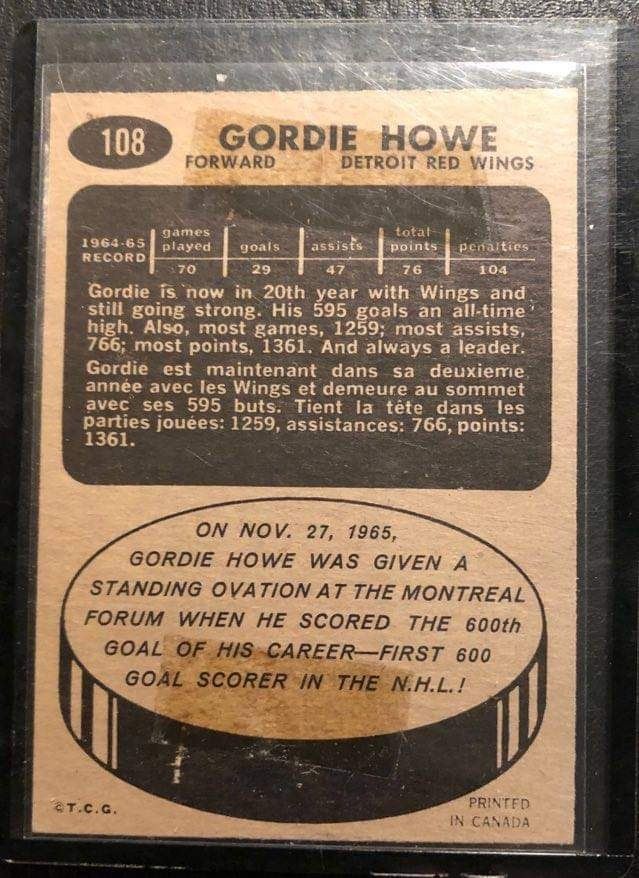 108 GORDIE HOWE
FORWARD DETROIT RED WINGS
1964-65 RECORD games played goals assists total points penalties
70 29 47 76 104
Gordie is now in 20th year with Wings and
still going strong. His 595 goals an all-time
high. Also, most games, 1259; most assists,
766; most points, 1361. And always a leader.
Gordie est maintenant dans sa deuxieme
année avec les Wings et demeure au sommet
avec ses 595 buts. Tient la tête dans les
parties jouées: 1259, assistances: 766, points:
1361.
ON NOV. 27, 1965,
GORDIE HOWE WAS GIVEN A
STANDING OVATION AT THE MONTREAL
FORUM WHEN HE SCORED THE 600th
GOAL OF HIS CAREER—FIRST 600
GOAL SCORER IN THE N.H.L.!
©T.C.G.
PRINTED
IN CANADA